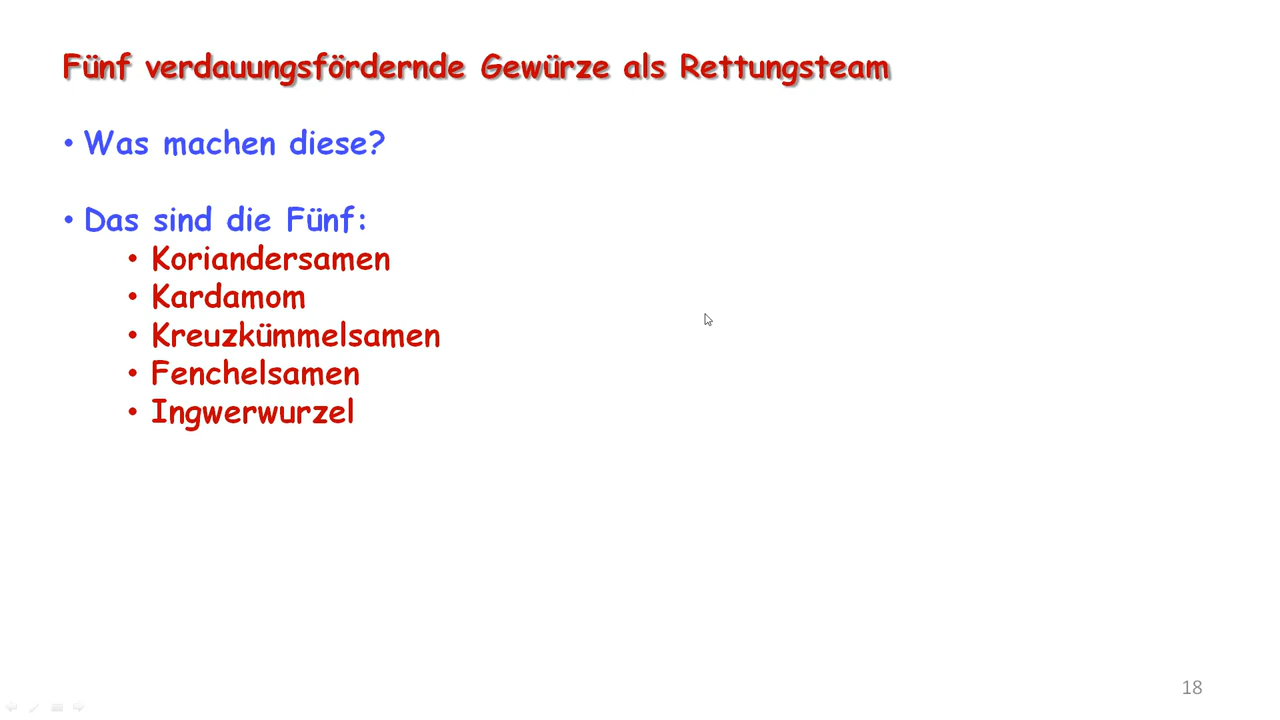 Fünf verdauungsfördernde Gewürze als Rettungsteam
• Was machen diese?
• Das sind die Fünf:
• Koriandersamen
• Kardamom
• Kreuzkümmelsamen
• Fenchelsamen
• Ingwerwurzel
18